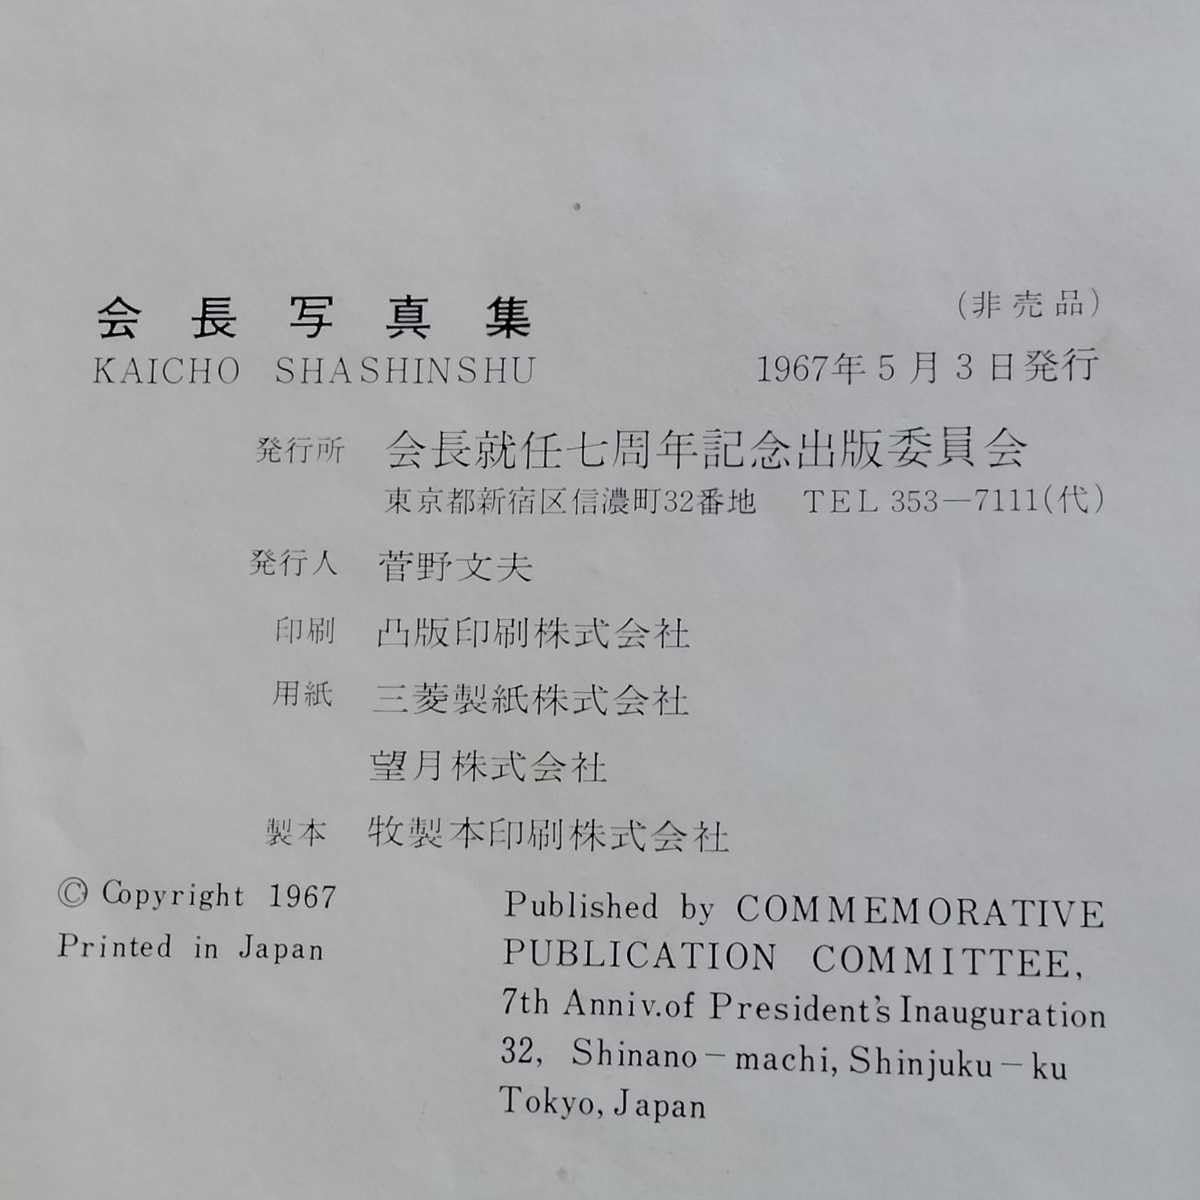 会長写真集
KAICHO SHASHINSHU
(非売品)
1967年5月3日発行
発行所 会長就任七周年記念出版委員会
東京都新宿区信濃町32番地 TEL 353—7111(代)
発行人 菅野文夫
印刷 凸版印刷株式会社
用紙 三菱製紙株式会社
望月株式会社
製本 牧製本印刷株式会社
© Copyright 1967
Printed in Japan
Published by COMMEMORATIVE
PUBLICATION COMMITTEE,
7th Anniv.of President's Inauguration
32, Shinano-machi, Shinjuku-ku
Tokyo, Japan